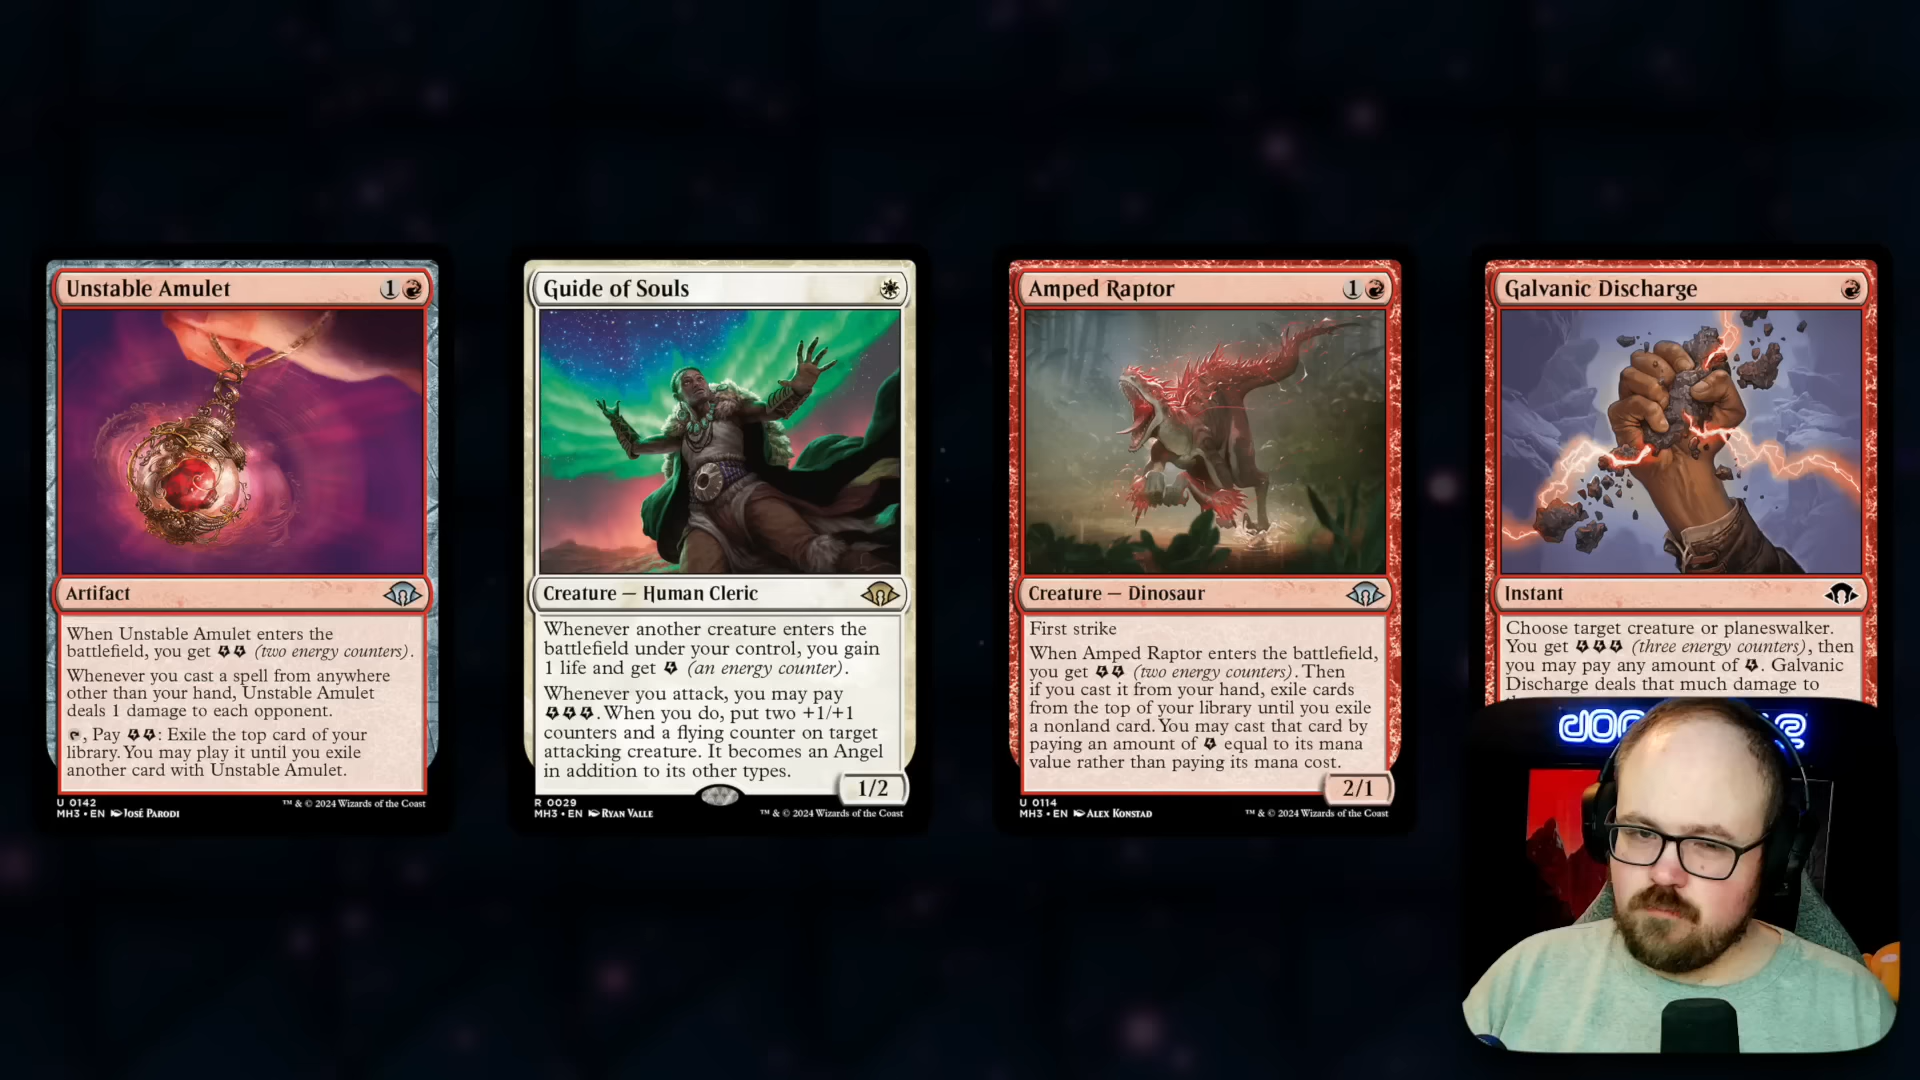 Unstable Amulet 1
Artifact
When Unstable Amulet enters the
battlefield, you get (two energy counters).
Whenever you cast a spell from anywhere
other than your hand, Unstable Amulet
deals 1 damage to each opponent.
, Pay : Exile the top card of your
library. You may play it until you exile
another card with Unstable Amulet.
U 0142
MH3 • EN José Parodi
™ & © 2024 Wizards of the Coast
Guide of Souls
Creature — Human Cleric
Whenever another creature enters the
battlefield under your control, you gain
1 life and get (an energy counter).
Whenever you attack, you may pay
. When you do, put two +1/+1
counters and a flying counter on target
attacking creature. It becomes an Angel
in addition to its other types.
1/2
R 0029
MH3 • EN Ryan Valle
™ & © 2024 Wizards of the Coast
Amped Raptor 1
Creature — Dinosaur
First strike
When Amped Raptor enters the battlefield,
you get (two energy counters). Then
if you cast it from your hand, exile cards
from the top of your library until you exile
a nonland card. You may cast that card by
paying an amount of equal to its mana
value rather than paying its mana cost.
2/1
U 0114
MH3 • EN Alex Konstad
™ & © 2024 Wizards of the Coast
Galvanic Discharge
Instant
Choose target creature or planeswalker.
You get (three energy counters), then
you may pay any amount of . Galvanic
Discharge deals that much damage to